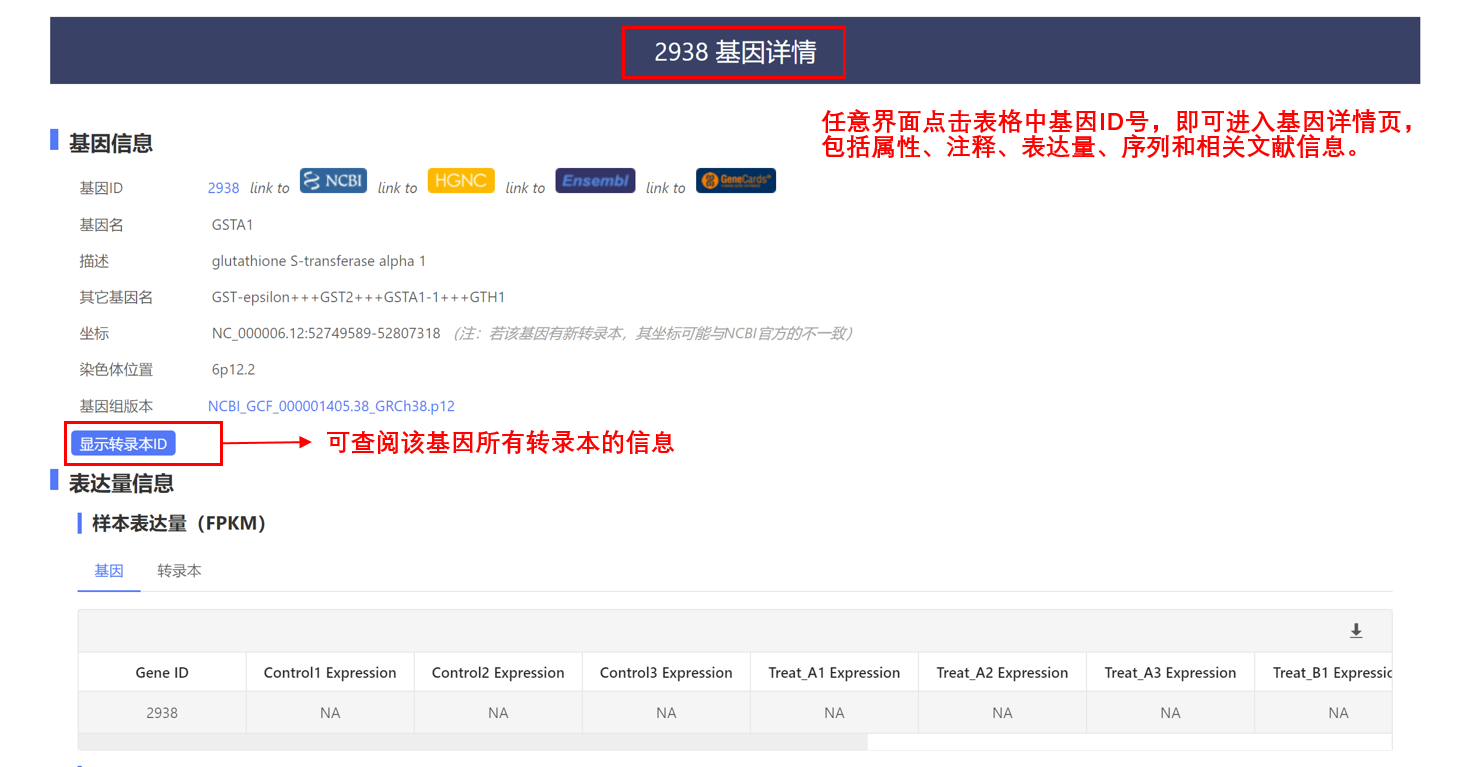 2938 基因详情
任意界面点击表格中基因ID号，即可进入基因详情页，
包括属性、注释、表达量、序列和相关文献信息。
基因信息
基因ID 2938 link to NCBI link to HGNC link to Ensembl link to GeneCards
基因名 GSTA1
描述 glutathione S-transferase alpha 1
其它基因名 GST-epsilon+++GST2+++GSTA1-1+++GTH1
坐标 NC_000006.12:52749589-52807318 （注：若该基因有新转录本，其坐标可能与NCBI官方的不一致）
染色体位置 6p12.2
基因组版本 NCBI_GCF_000001405.38_GRCh38.p12
显示转录本ID 可查阅该基因所有转录本的信息
表达量信息
样本表达量（FPKM）
基因 转录本
Gene ID Control1 Expression Control2 Expression Control3 Expression Treat_A1 Expression Treat_A2 Expression Treat_A3 Expression Treat_B1 Expressic
2938 NA NA NA NA NA NA NA